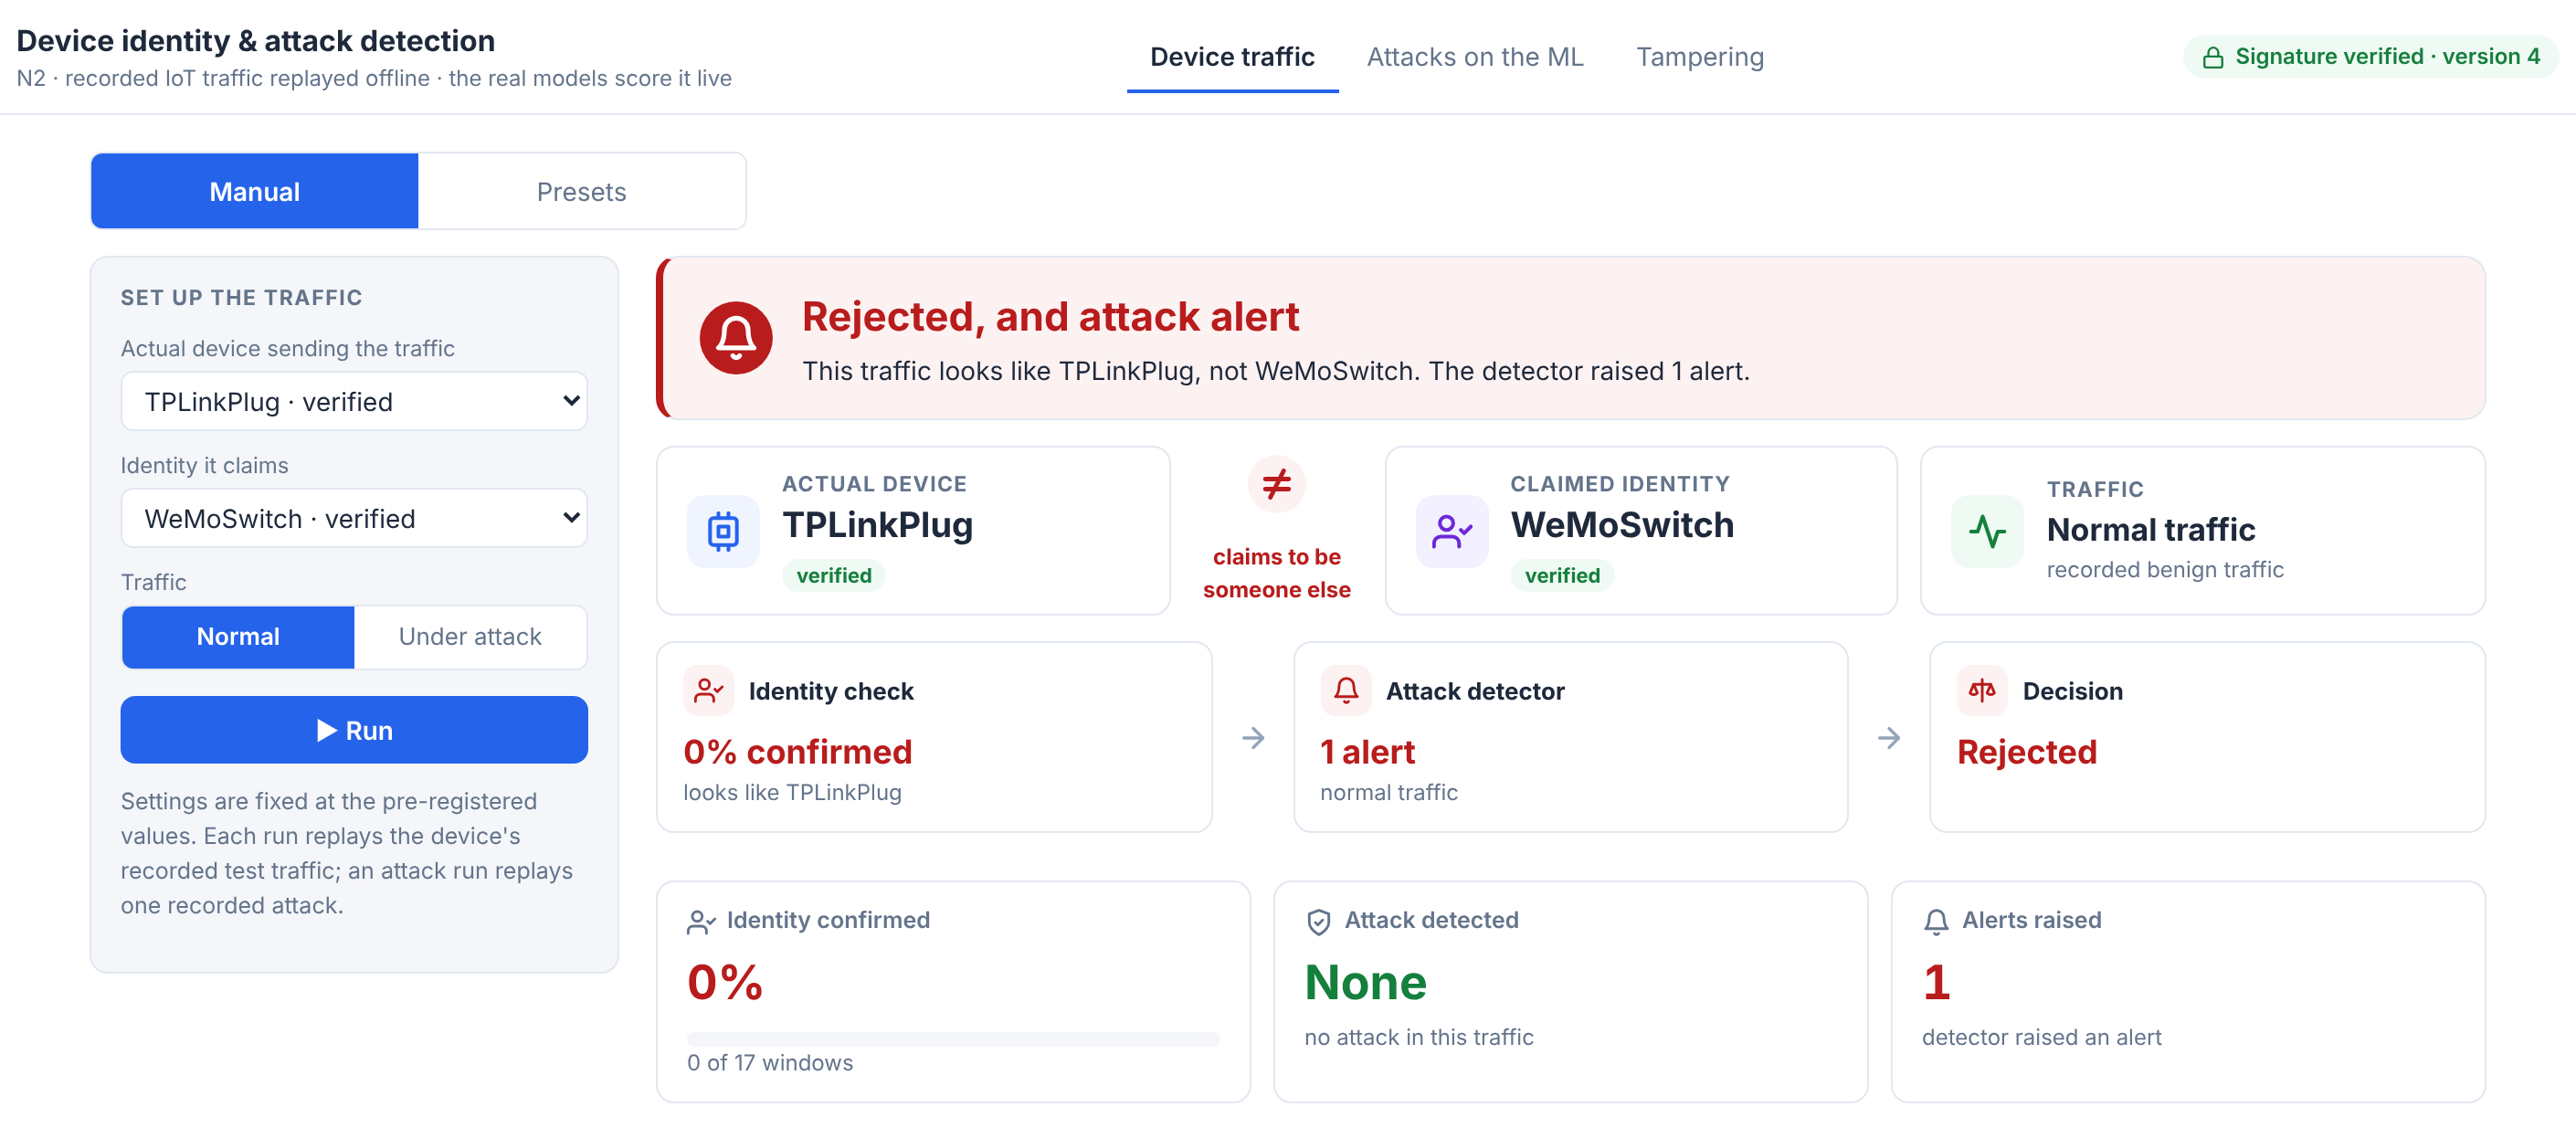 Device identity & attack detection
N2 · recorded IoT traffic replayed offline · the real models score it live
Device traffic
Attacks on the ML
Tampering
Signature verified · version 4
Manual
Presets
SET UP THE TRAFFIC
Actual device sending the traffic
TPLinkPlug · verified
Identity it claims
WeMoSwitch · verified
Traffic
Normal
Under attack
Run
Settings are fixed at the pre-registered
values. Each run replays the device's
recorded test traffic; an attack run replays
one recorded attack.
Rejected, and attack alert
This traffic looks like TPLinkPlug, not WeMoSwitch. The detector raised 1 alert.
ACTUAL DEVICE
TPLinkPlug
verified
≠
claims to be
someone else
CLAIMED IDENTITY
WeMoSwitch
verified
TRAFFIC
Normal traffic
recorded benign traffic
Identity check
0% confirmed
looks like TPLinkPlug
Attack detector
1 alert
normal traffic
Decision
Rejected
Identity confirmed
0%
0 of 17 windows
Attack detected
None
no attack in this traffic
Alerts raised
1
detector raised an alert